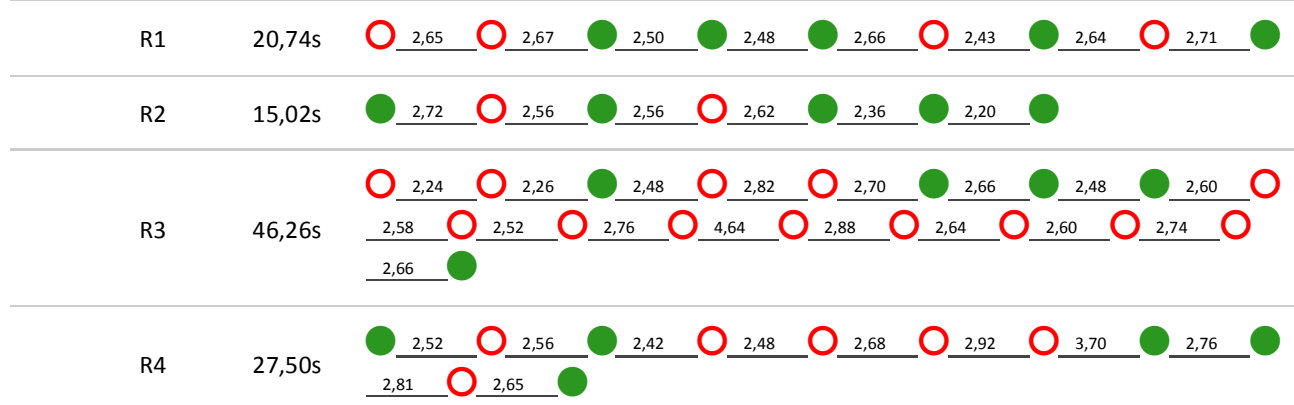 R1 20,74s 2,65 2,67 2,50 2,48 2,66 2,43 2,64 2,71
R2 15,02s 2,72 2,56 2,56 2,62 2,36 2,20
2,24 2,26 2,48 2,82 2,70 2,66 2,48 2,60
R3 46,26s 2,58 2,52 2,76 4,64 2,88 2,64 2,60 2,74
2,66
2,52 2,56 2,42 2,48 2,68 2,92 3,70 2,76
R4 27,50s 2,81 2,65